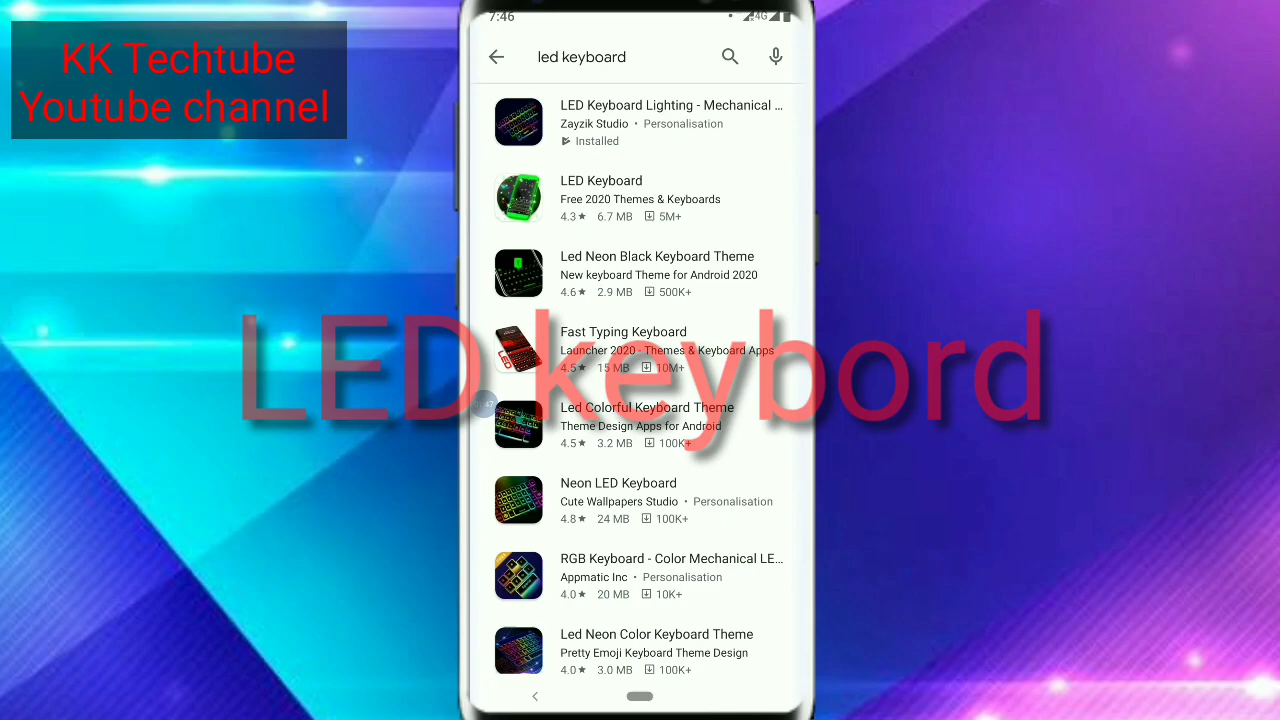 KK Techtube
Youtube channel
7:46
4G
led keyboard
LED Keyboard Lighting - Mechanical ...
Zayzik Studio • Personalisation
Installed
LED Keyboard
Free 2020 Themes & Keyboards
4.3★ 6.7 MB 5M+
Led Neon Black Keyboard Theme
New keyboard Theme for Android 2020
4.6★ 2.9 MB 500K+
Fast Typing Keyboard
Launcher 2020 - Themes & Keyboard Apps
4.5★ 15 MB 10M+
LED keybord
Led Colorful Keyboard Theme
Theme Design Apps for Android
4.5★ 3.2 MB 100K+
Neon LED Keyboard
Cute Wallpapers Studio • Personalisation
4.8★ 24 MB 100K+
RGB Keyboard - Color Mechanical LE...
Appmatic Inc • Personalisation
4.0★ 20 MB 10K+
Led Neon Color Keyboard Theme
Pretty Emoji Keyboard Theme Design
4.0★ 3.0 MB 100K+